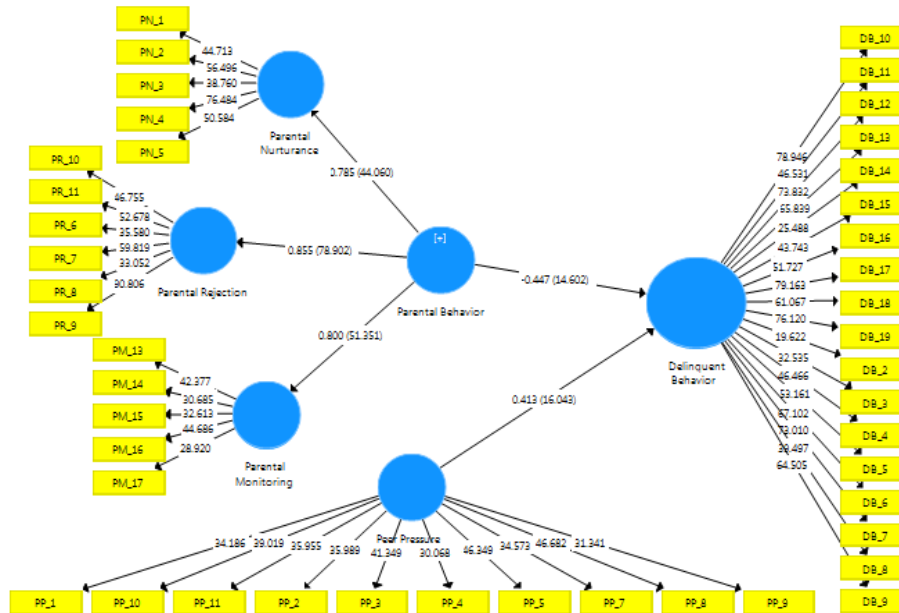 PN_1
PN_2
PN_3
PN_4
PN_5
44.713
56.496
38.760
76.484
50.584
Parental
Nurturance
0.785 (44.060)
PR_10
PR_11
PR_6
PR_7
PR_8
PR_9
46.755
52.678
59.819
33.052
Parental Rejection
0.855 (78.902)
[+]
Parental Behavior
-0.447 (14.602)
0.800 (51.351)
PM_13
PM_14
PM_15
PM_16
PM_17
42.377
30.685
32.613
44.686
28.920
Parental
Monitoring
0.413 (16.043)
Delinquent
Behavior
78.946
46.531
73.832
25.488
43.743
51.727
79.163
61.067
76.120
19.622
32.535
46.466
53.161
67.102
73.010
64.505
DB_10
DB_11
DB_12
DB_13
DB_14
DB_15
DB_16
DB_17
DB_18
DB_19
DB_2
DB_3
DB_4
DB_5
DB_6
DB_7
DB_8
DB_9
Peer Pressure
34.186
39.019
35.955
35.989
41.349
30.068
46.349
34.573
46.682
31.341
PP_1
PP_10
PP_11
PP_2
PP_3
PP_4
PP_5
PP_7
PP_8
PP_9